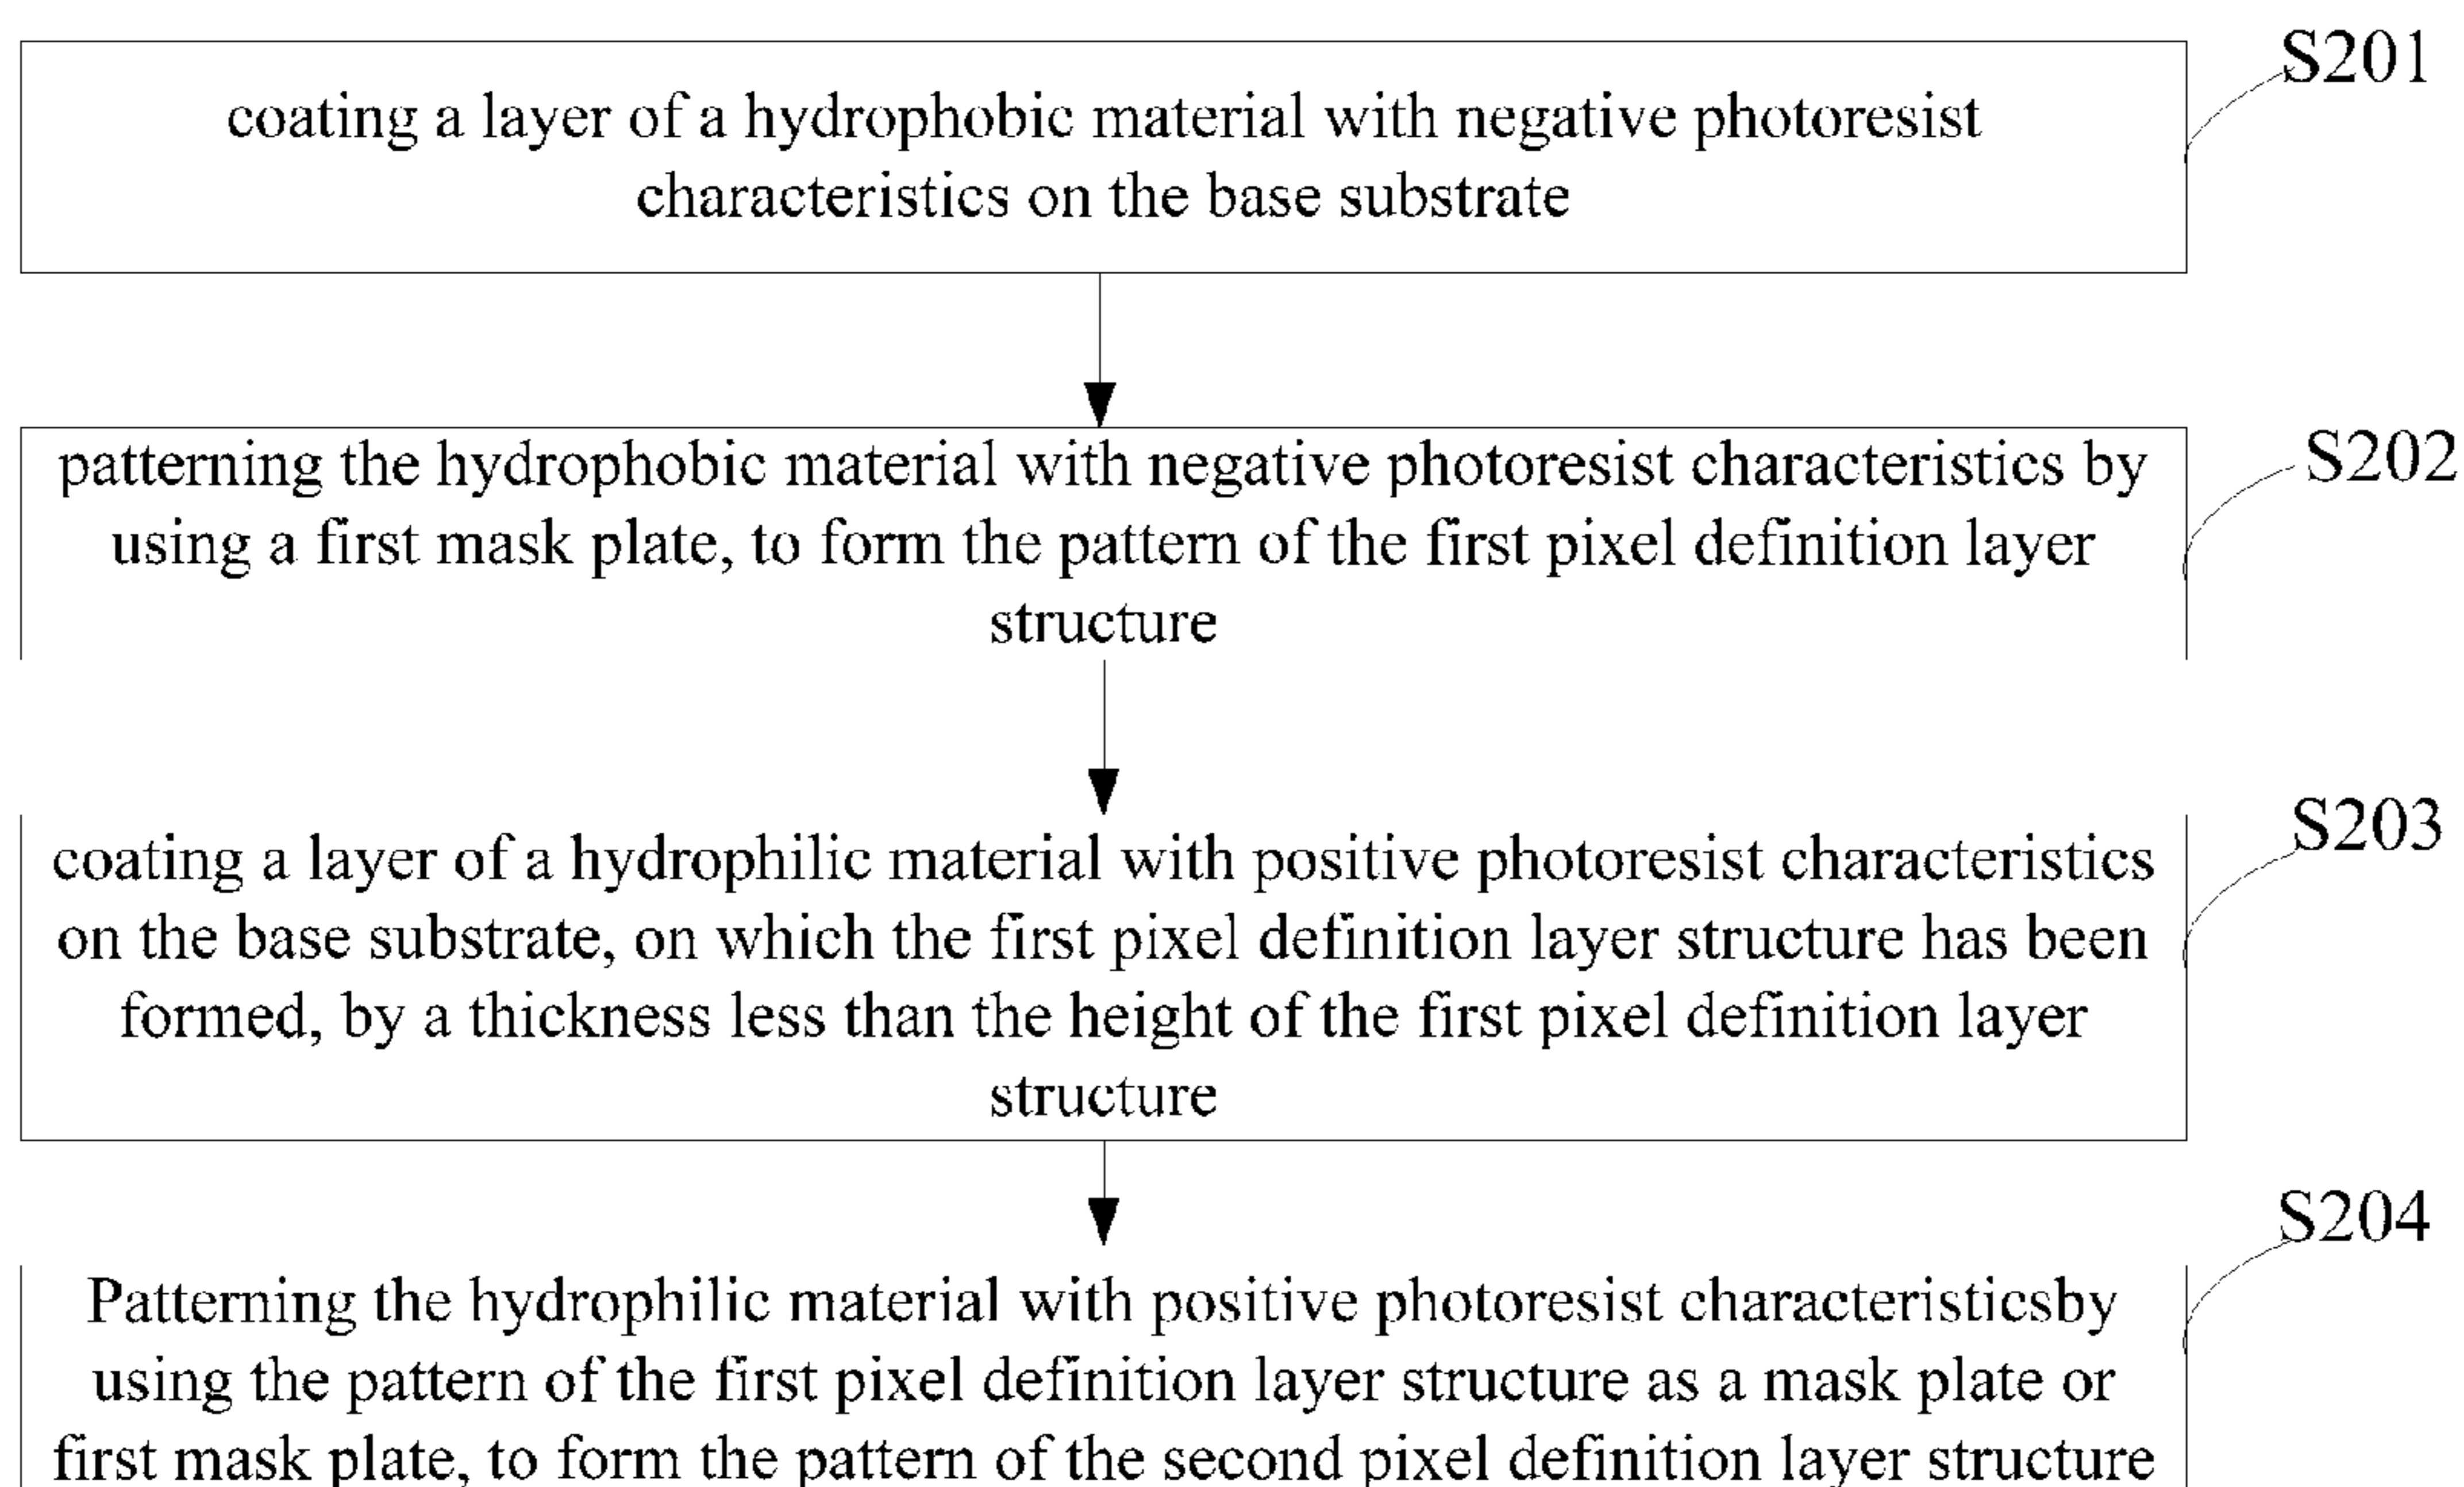 S201
coating a layer of a hydrophobic material with negative photoresist
characteristics on the base substrate
S202
patterning the hydrophobic material with negative photoresist characteristics by
using a first mask plate, to form the pattern of the first pixel definition layer
structure
S203
coating a layer of a hydrophilic material with positive photoresist characteristics
on the base substrate, on which the first pixel definition layer structure has been
formed, by a thickness less than the height of the first pixel definition layer
structure
S204
Patterning the hydrophilic material with positive photoresist characteristicsby
using the pattern of the first pixel definition layer structure as a mask plate or
first mask plate, to form the pattern of the second pixel definition layer structure